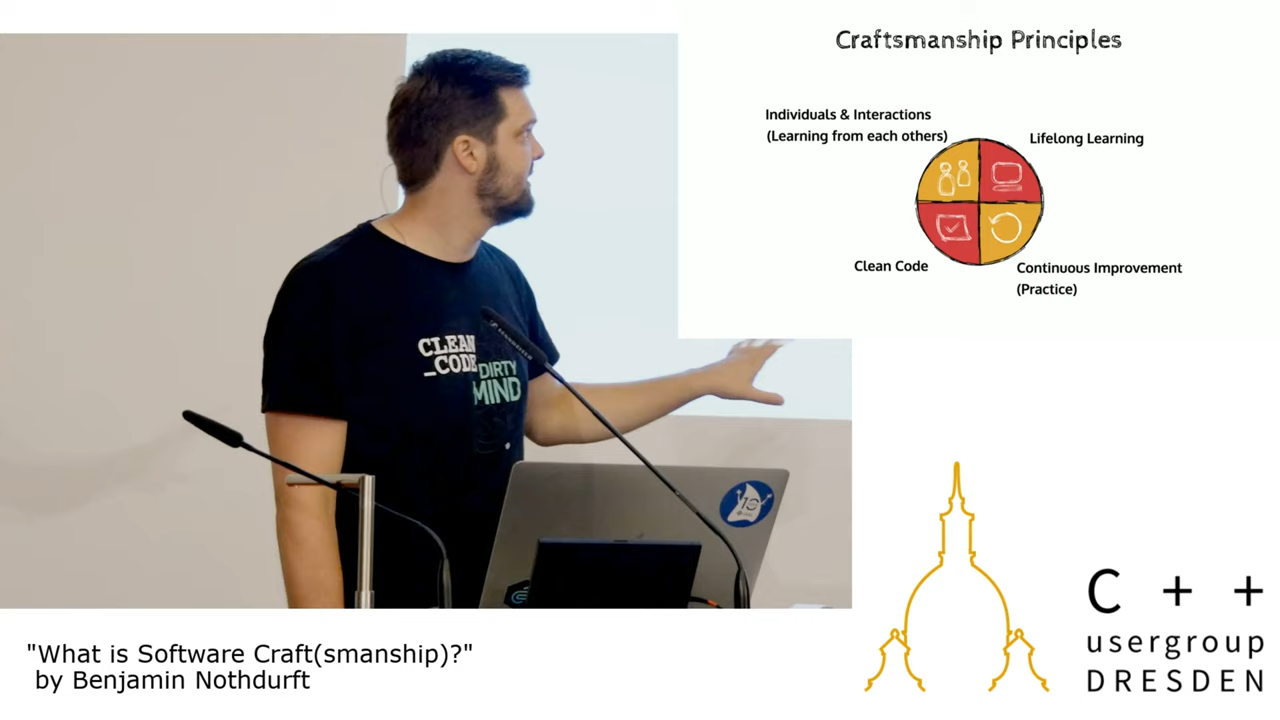 Craftsmanship Principles
Individuals & Interactions
(Learning from each others)
Lifelong Learning
Clean Code
Continuous Improvement
(Practice)
CLEAN
_CODE
DIRTY
MIND
10
"What is Software Craft(smanship)?"
by Benjamin Nothdurft
C + +
usergroup
DRESDEN